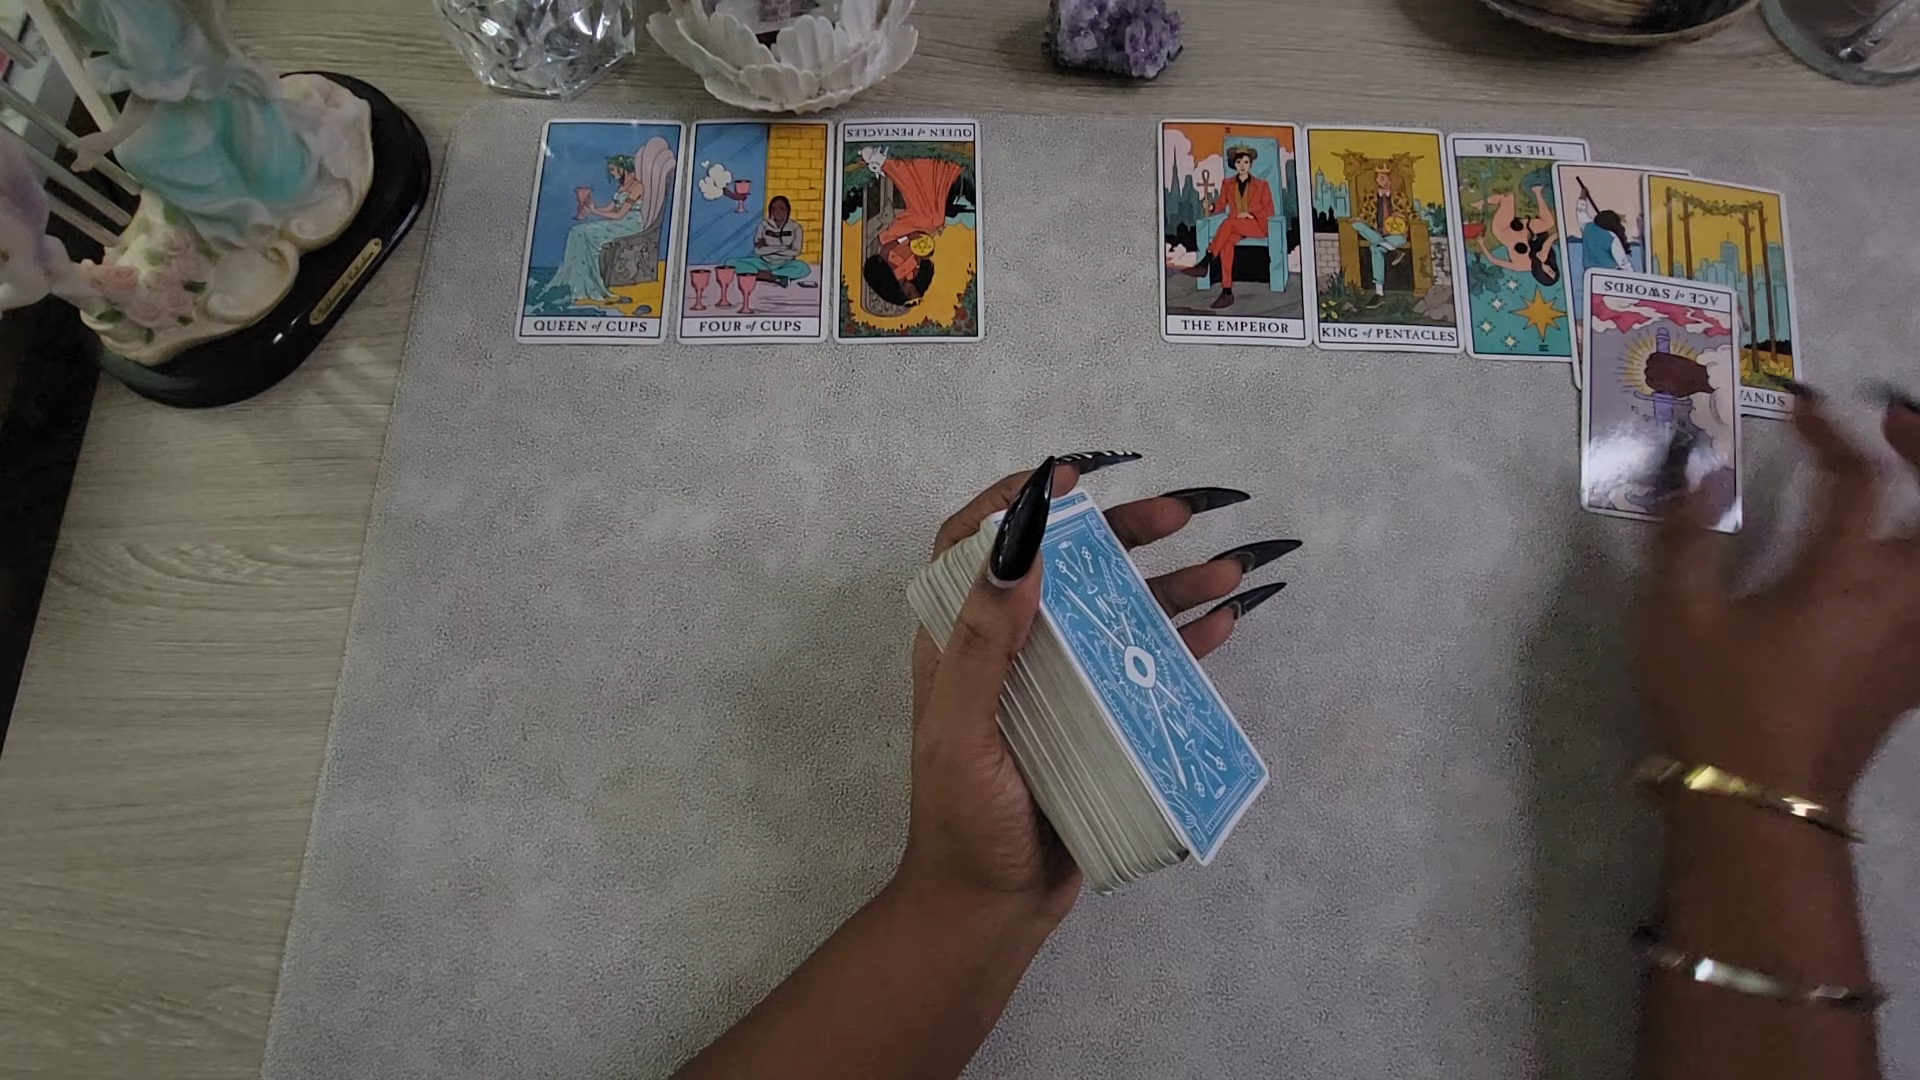 QUEEN of CUPS
FOUR of CUPS
QUEEN of PENTACLES
THE EMPEROR
KING of PENTACLES
THE STAR
ACE of SWORDS
WANDS